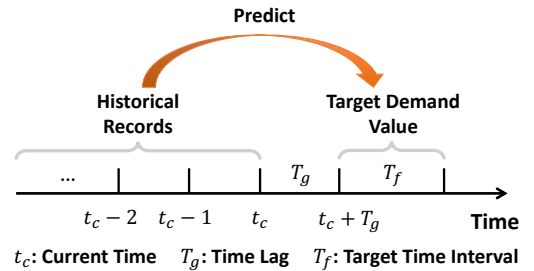 Predict
Historical Records
Target Demand Value
... T_g T_f
t_c − 2 t_c − 1 t_c t_c + T_g Time
t_c: Current Time T_g: Time Lag T_f: Target Time Interval